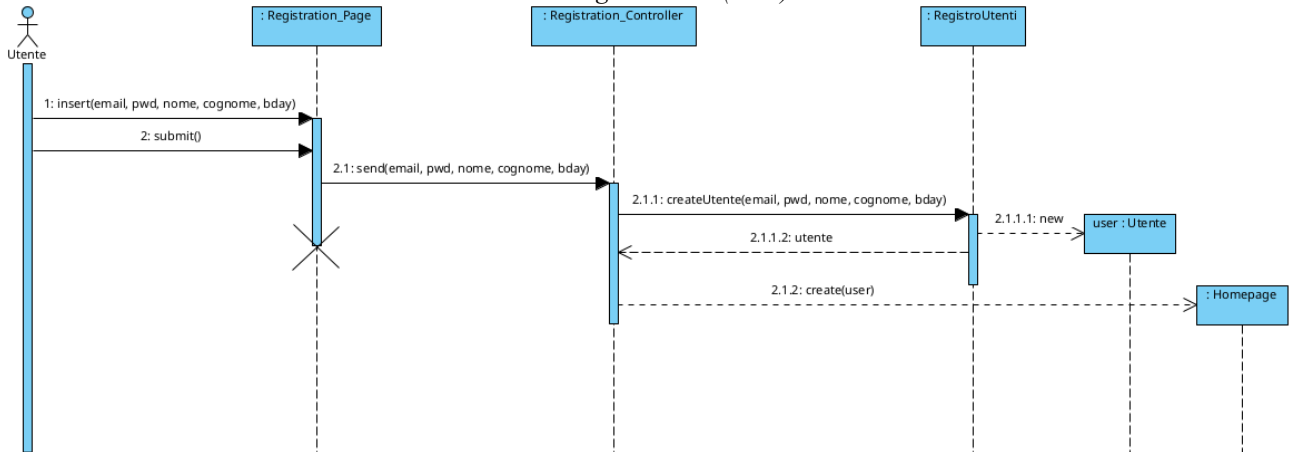 : Registration_Page
: Registration_Controller
: RegistroUtenti
Utente
1: insert(email, pwd, nome, cognome, bday)
2: submit()
2.1: send(email, pwd, nome, cognome, bday)
2.1.1: createUtente(email, pwd, nome, cognome, bday)
2.1.1.1: new
user : Utente
2.1.1.2: utente
2.1.2: create(user)
: Homepage